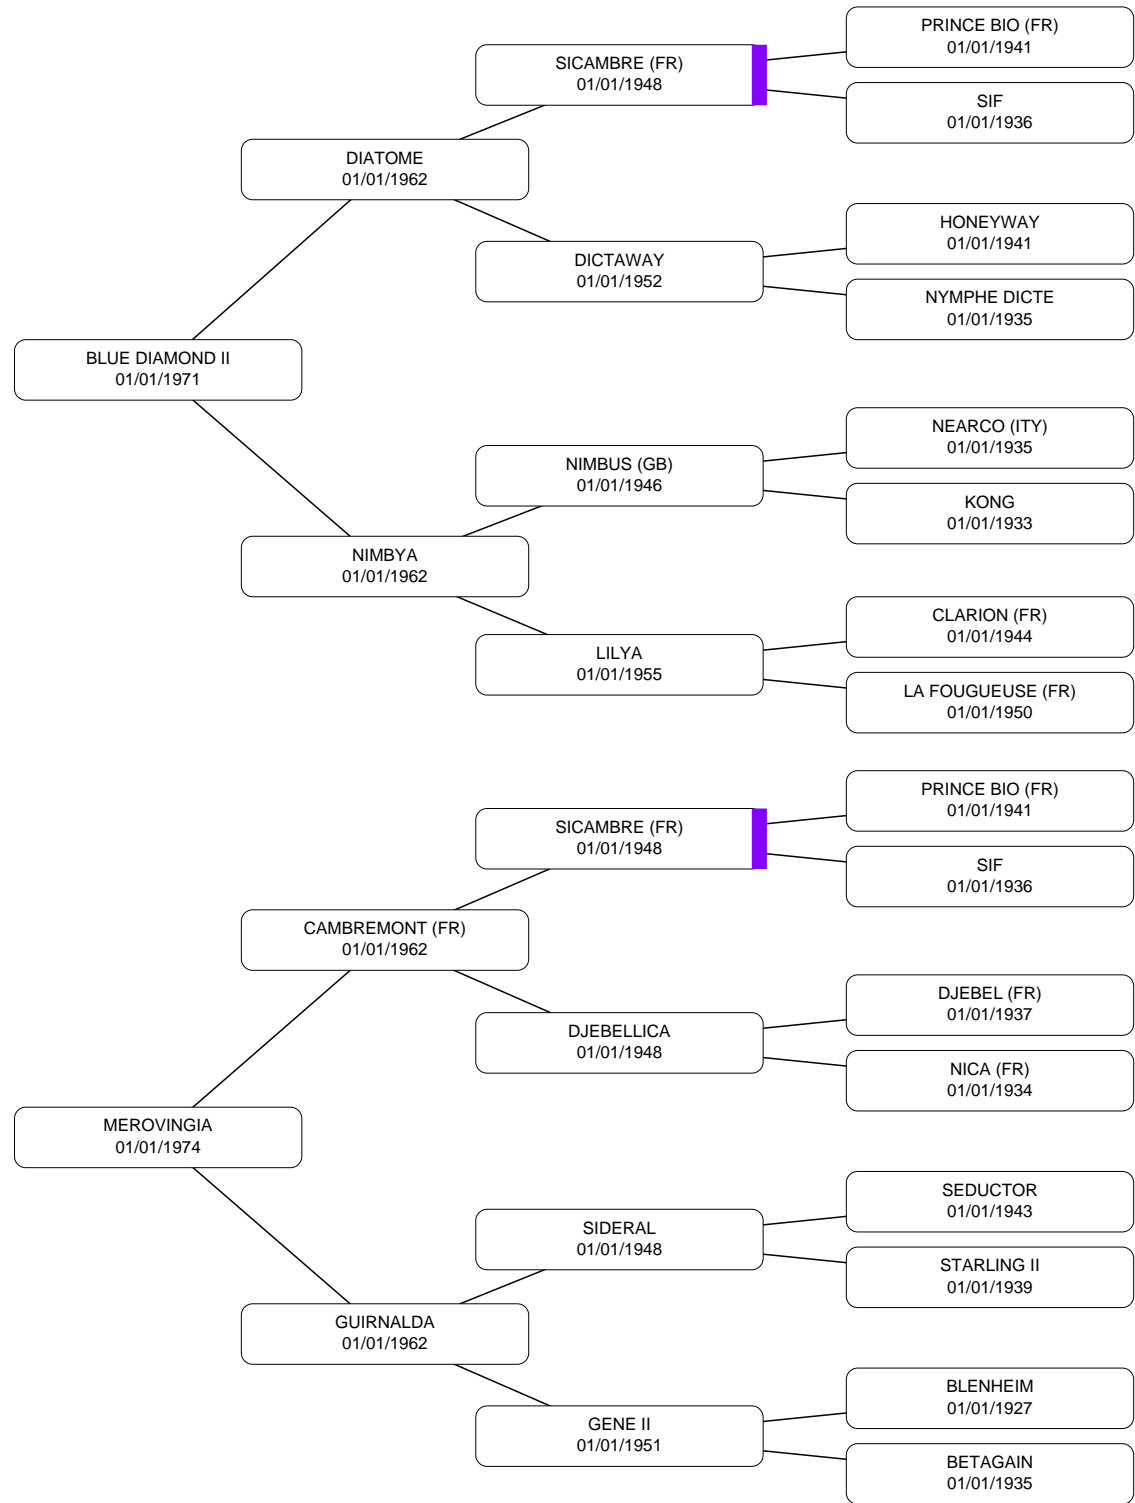 PRINCE BIO (FR)
01/01/1941
SICAMBRE (FR)
01/01/1948
SIF
01/01/1936
DIATOME
01/01/1962
HONEYWAY
01/01/1941
DICTAWAY
01/01/1952
NYMPHE DICTE
01/01/1935
BLUE DIAMOND II
01/01/1971
NEARCO (ITY)
01/01/1935
NIMBUS (GB)
01/01/1946
KONG
01/01/1933
NIMBYA
01/01/1962
CLARION (FR)
01/01/1944
LILYA
01/01/1955
LA FOUGUEUSE (FR)
01/01/1950
PRINCE BIO (FR)
01/01/1941
SICAMBRE (FR)
01/01/1948
SIF
01/01/1936
CAMBREMONT (FR)
01/01/1962
DJEBEL (FR)
01/01/1937
DJEBELLICA
01/01/1948
NICA (FR)
01/01/1934
MEROVINGIA
01/01/1974
SEDUCTOR
01/01/1943
SIDERAL
01/01/1948
STARLING II
01/01/1939
GUIRNALDA
01/01/1962
BLENHEIM
01/01/1927
GENE II
01/01/1951
BETAGAIN
01/01/1935